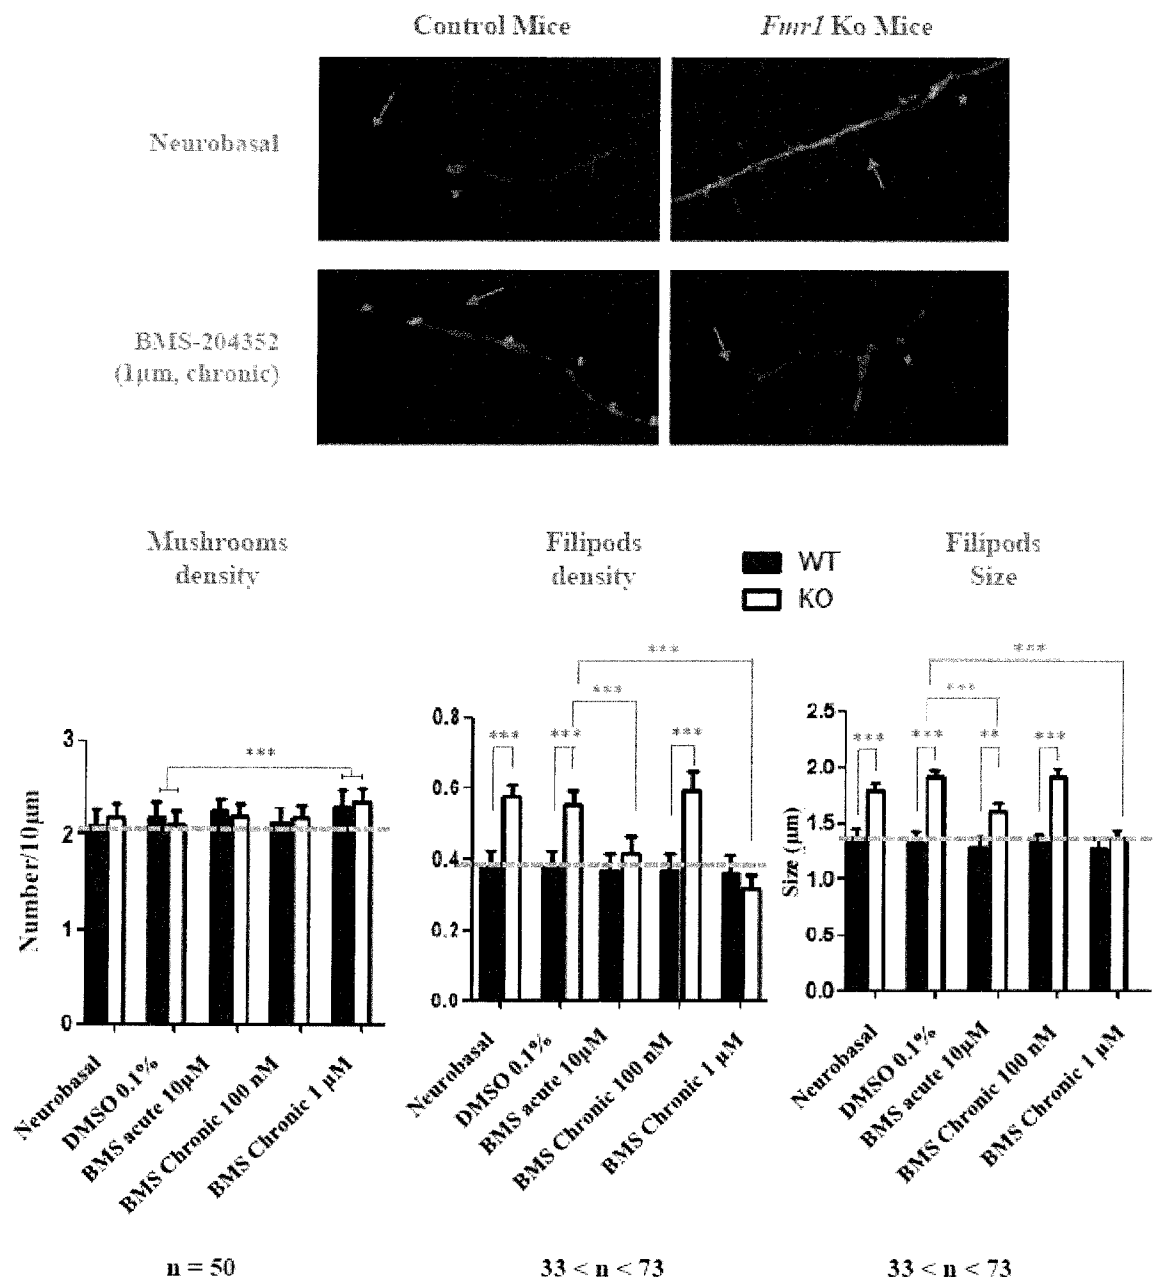 Control Mice
Fmr1 Ko Mice
Neurobasal
BMS-204352
(1µm, chronic)
Mushrooms
density
Filipods
density
WT
KO
Filipods
Size
***
***
***
***
***
***
***
***
***
***
**
***
Number/10µm
3
2
1
0
0.8
0.6
0.4
0.2
0.0
Size (µm)
2.5
2.0
1.5
1.0
0.5
0.0
Neurobasal
DMSO 0.1%
BMS acute 10µM
BMS Chronic 100 nM
BMS Chronic 1 µM
Neurobasal
DMSO 0.1%
BMS acute 10µM
BMS Chronic 100 nM
BMS Chronic 1 µM
Neurobasal
DMSO 0.1%
BMS acute 10µM
BMS Chronic 100 nM
BMS Chronic 1 µM
n = 50
33 < n < 73
33 < n < 73